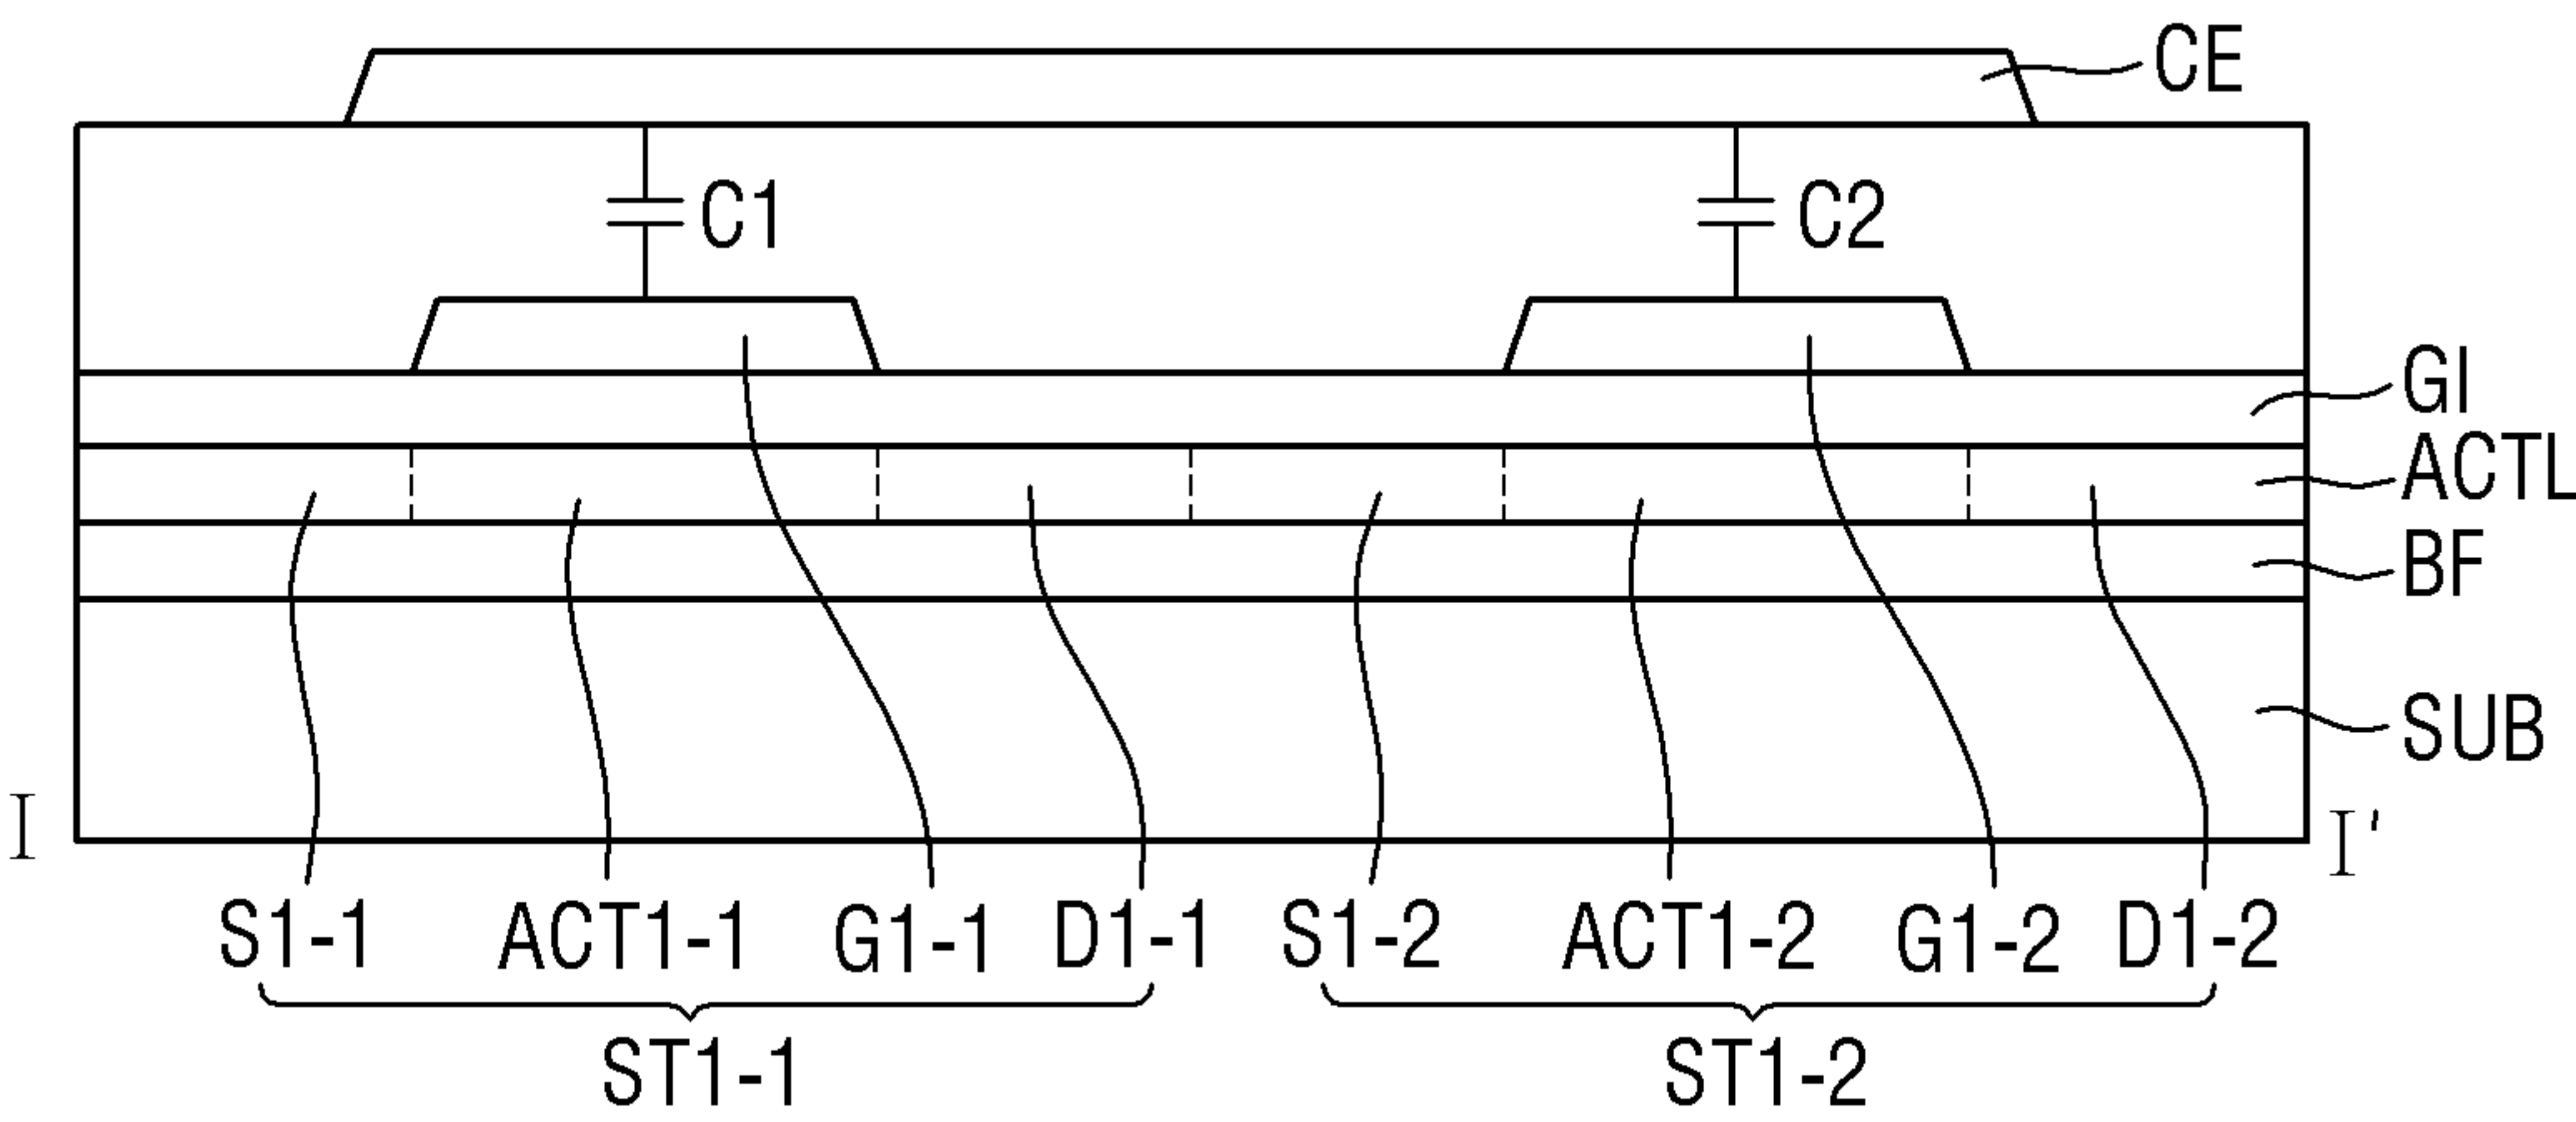 CE
C1 C2
GI
ACTL
BF
SUB
I I'
S1-1 ACT1-1 G1-1 D1-1 S1-2 ACT1-2 G1-2 D1-2
ST1-1 ST1-2